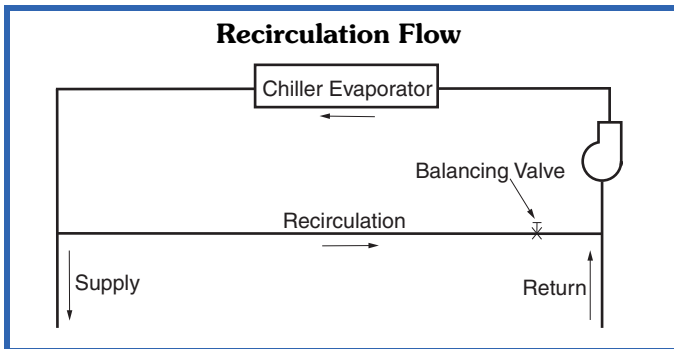 Recirculation Flow
Chiller Evaporator
Balancing Valve
Recirculation
Supply
Return